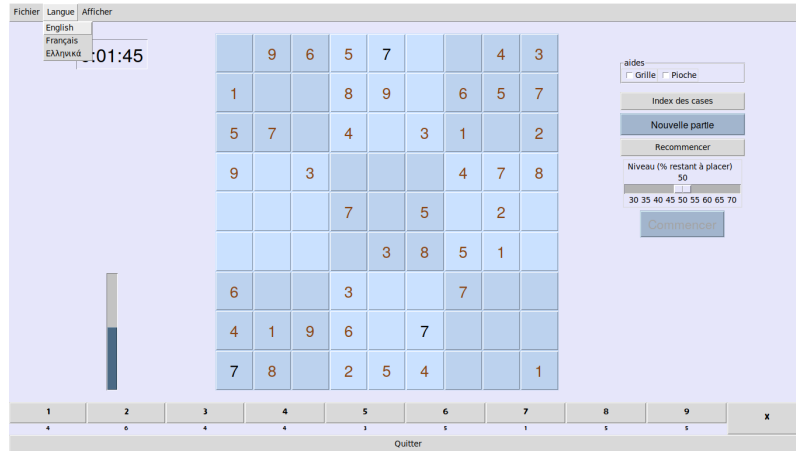 Fichier Langue Afficher
English
Français
Ελληνικά
:01:45
9 6 5 7 4 3
1 8 9 6 5 7
5 7 4 3 1 2
9 3 4 7 8
7 5 2
3 8 5 1
6 3 7
4 1 9 6 7
7 8 2 5 4 1
aides
Grille Pioche
Index des cases
Nouvelle partie
Recommencer
Niveau (% restant à placer)
50
30 35 40 45 50 55 60 65 70
Commencer
1 2 3 4 5 6 7 8 9 x
4 6 4 4 3 5 1 5 5
Quitter